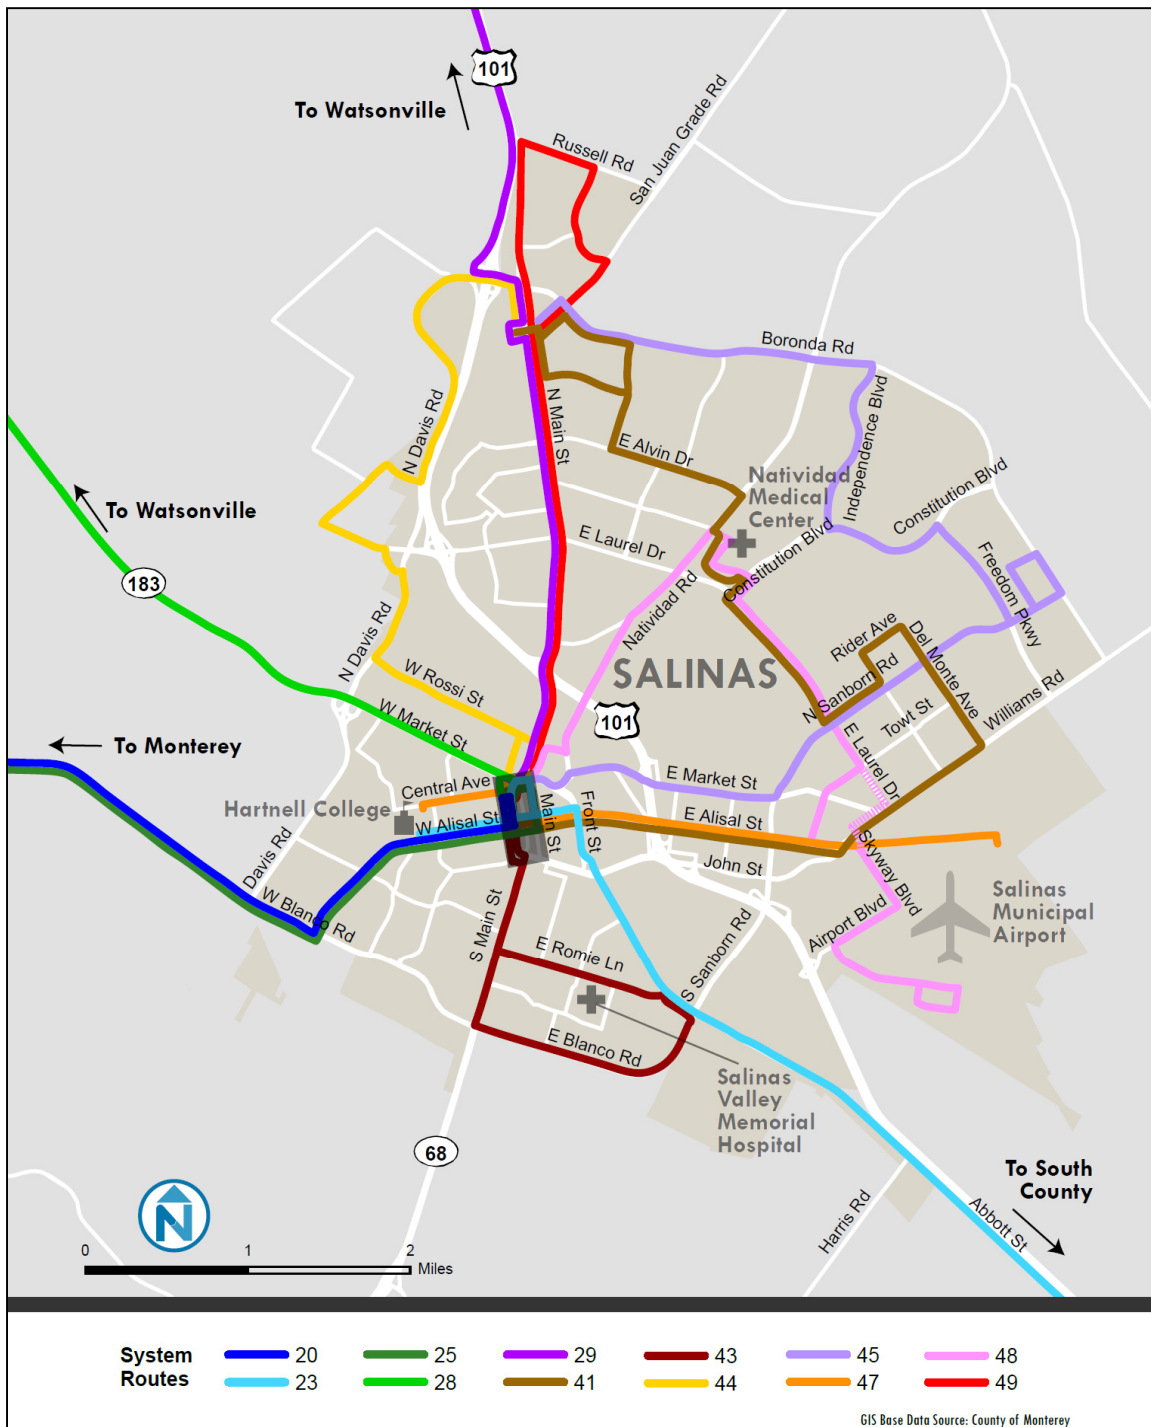 101
To Watsonville
Russell Rd
San Juan Grade Rd
Boronda Rd
N Davis Rd
N Main St
E Alvin Dr
Independence Blvd
Natividad
Medical
Center
Constitution Blvd
To Watsonville
183
E Laurel Dr
Constitution Blvd
Freedom Pkwy
Natividad Rd
N Davis Rd
SALINAS
Rider Ave
Del Monte Ave
N Sanborn Rd
Towt St
Williams Rd
W Rossi St
W Market St
101
To Monterey
E Laurel Dr
Central Ave
E Market St
Hartnell College
W Alisal St
Main St
Front St
E Alisal St
John St
Skyway Blvd
Davis Rd
W Blanco Rd
S Main St
Airport Blvd
Salinas
Municipal
Airport
E Romie Ln
S Sanborn Rd
E Blanco Rd
Salinas
Valley
Memorial
Hospital
68
To South
County
Harris Rd
Abbott St
N
0 1 2
Miles
System
Routes
20 25 29 43 45 48
23 28 41 44 47 49
GIS Base Data Source: County of Monterey